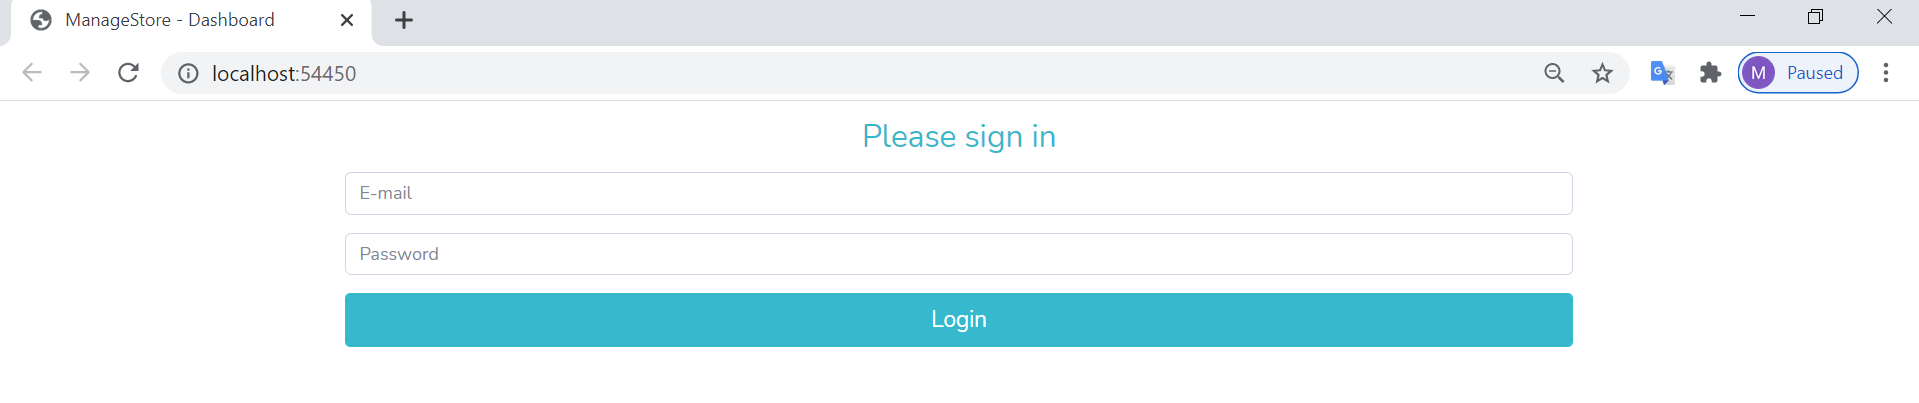 ManageStore - Dashboard
localhost:54450
M Paused
Please sign in
E-mail
Password
Login